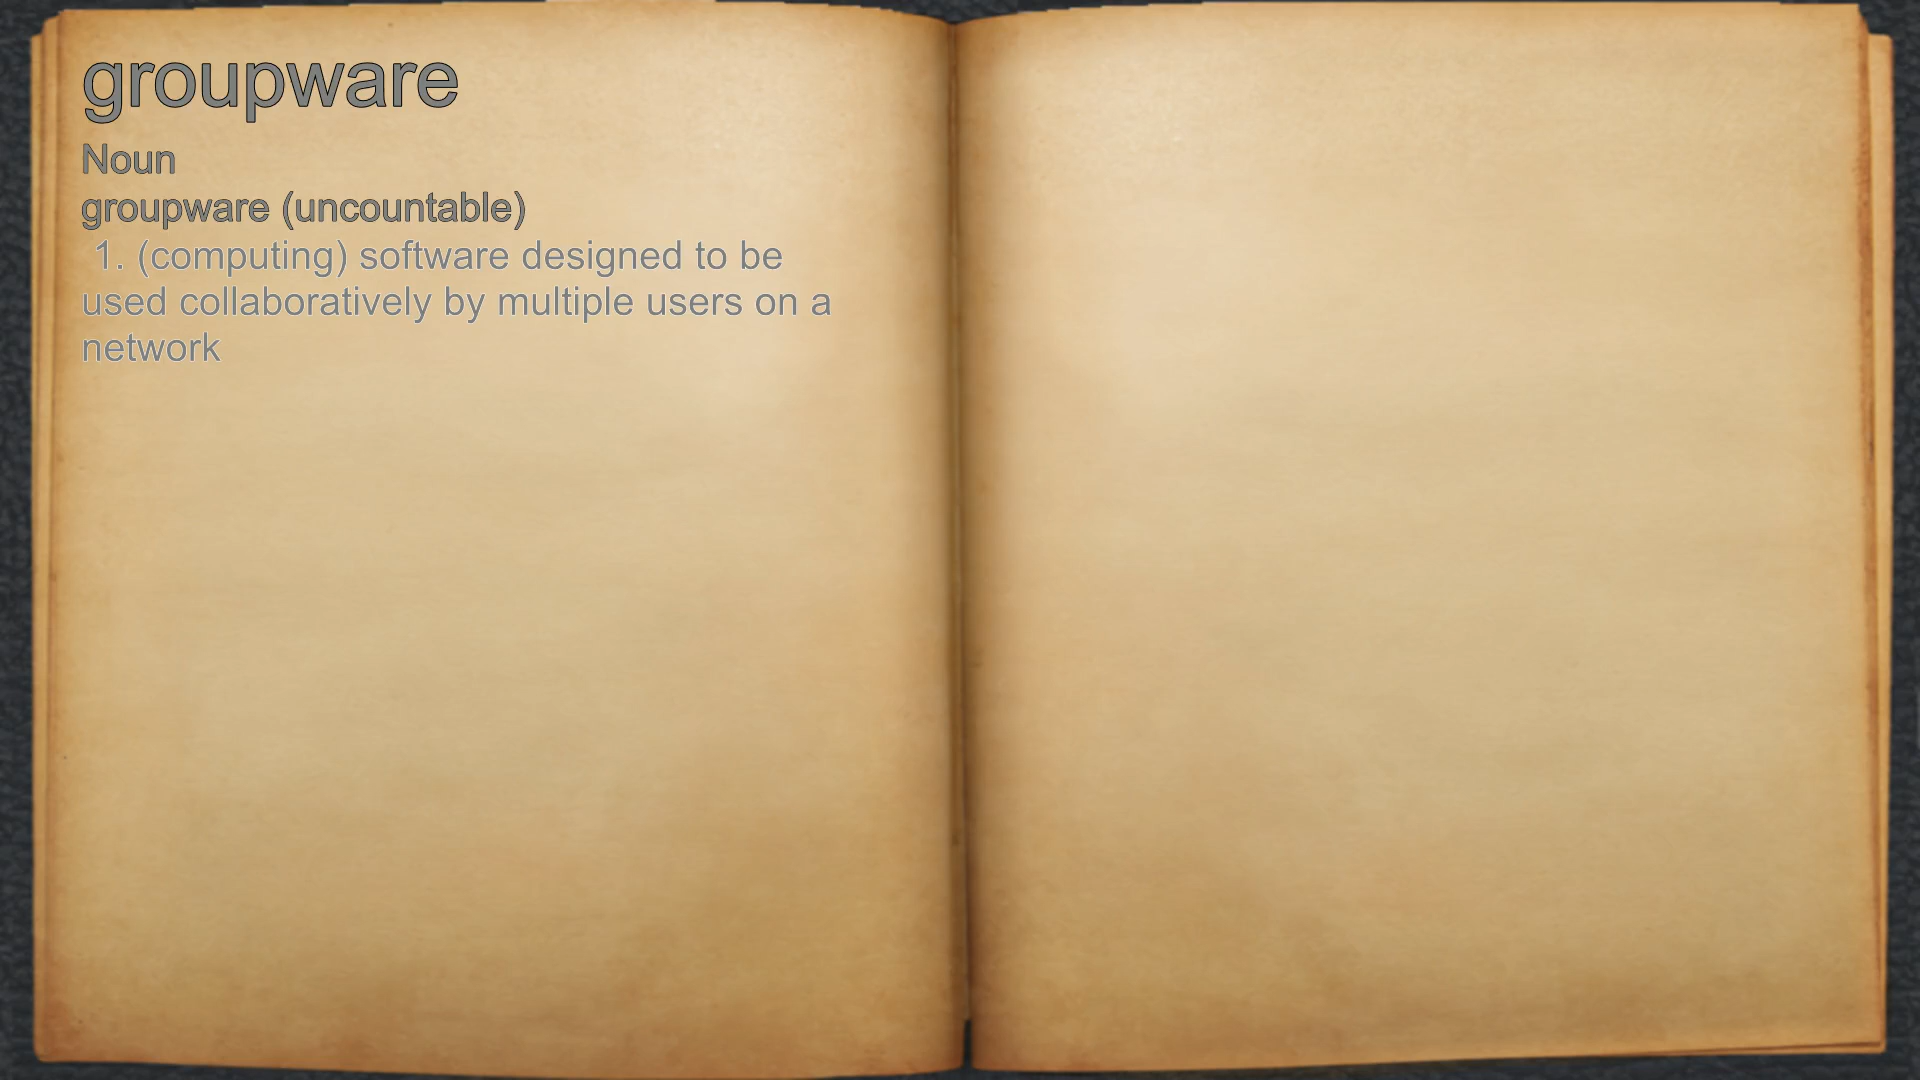 groupware
Noun
groupware (uncountable)
1. (computing) software designed to be
used collaboratively by multiple users on a
network